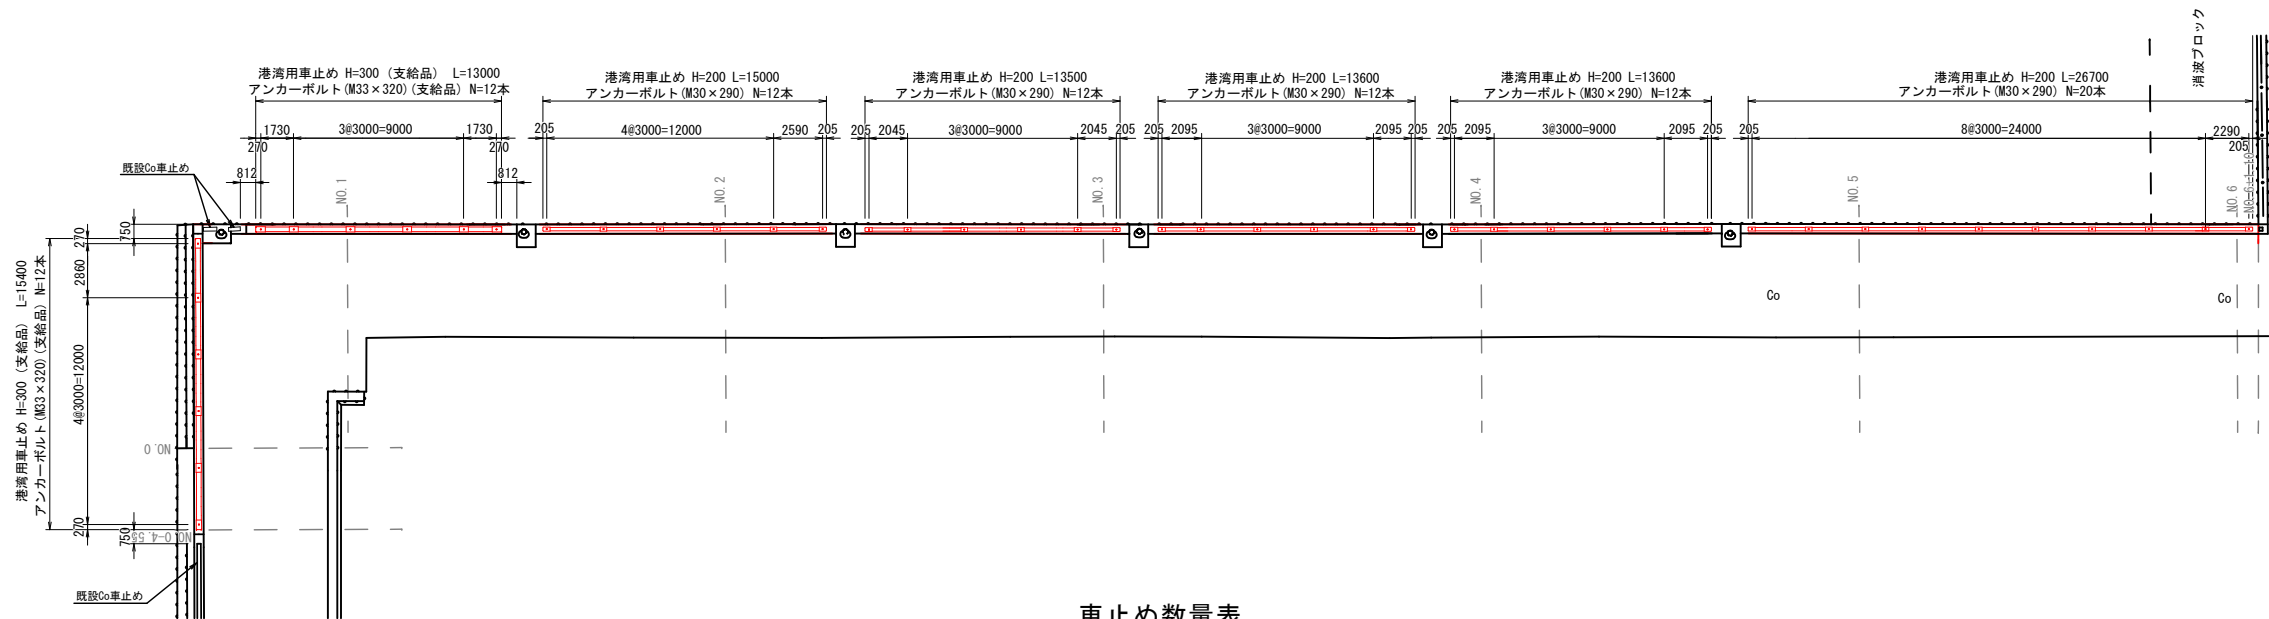 消波ブロック
港湾用車止め H=300 (支給品) L=13000
アンカーボルト(M33×320)(支給品) N=12本
港湾用車止め H=200 L=15000
アンカーボルト(M30×290) N=12本
港湾用車止め H=200 L=13500
アンカーボルト(M30×290) N=12本
港湾用車止め H=200 L=13600
アンカーボルト(M30×290) N=12本
港湾用車止め H=200 L=13600
アンカーボルト(M30×290) N=12本
港湾用車止め H=200 L=26700
アンカーボルト(M30×290) N=20本
270 1730 3@3000=9000 1730 270
205 4@3000=12000 2590 205
205 2045 3@3000=9000 2045 205
205 2095 3@3000=9000 2095 205
205 2095 3@3000=9000 2095 205
205 8@3000=24000 2290 205
既設Co車止め
812
812
NO.1
NO.2
NO.3
NO.4
NO.5
NO.6
NO.6+1.10
750
270
2860
4@3000=12000
270
750
港湾用車止め H=300 (支給品) L=15400
アンカーボルト(M33×320)(支給品) N=12本
Co
Co
NO.0
NO.0-4.55
既設Co車止め
車止め数量表